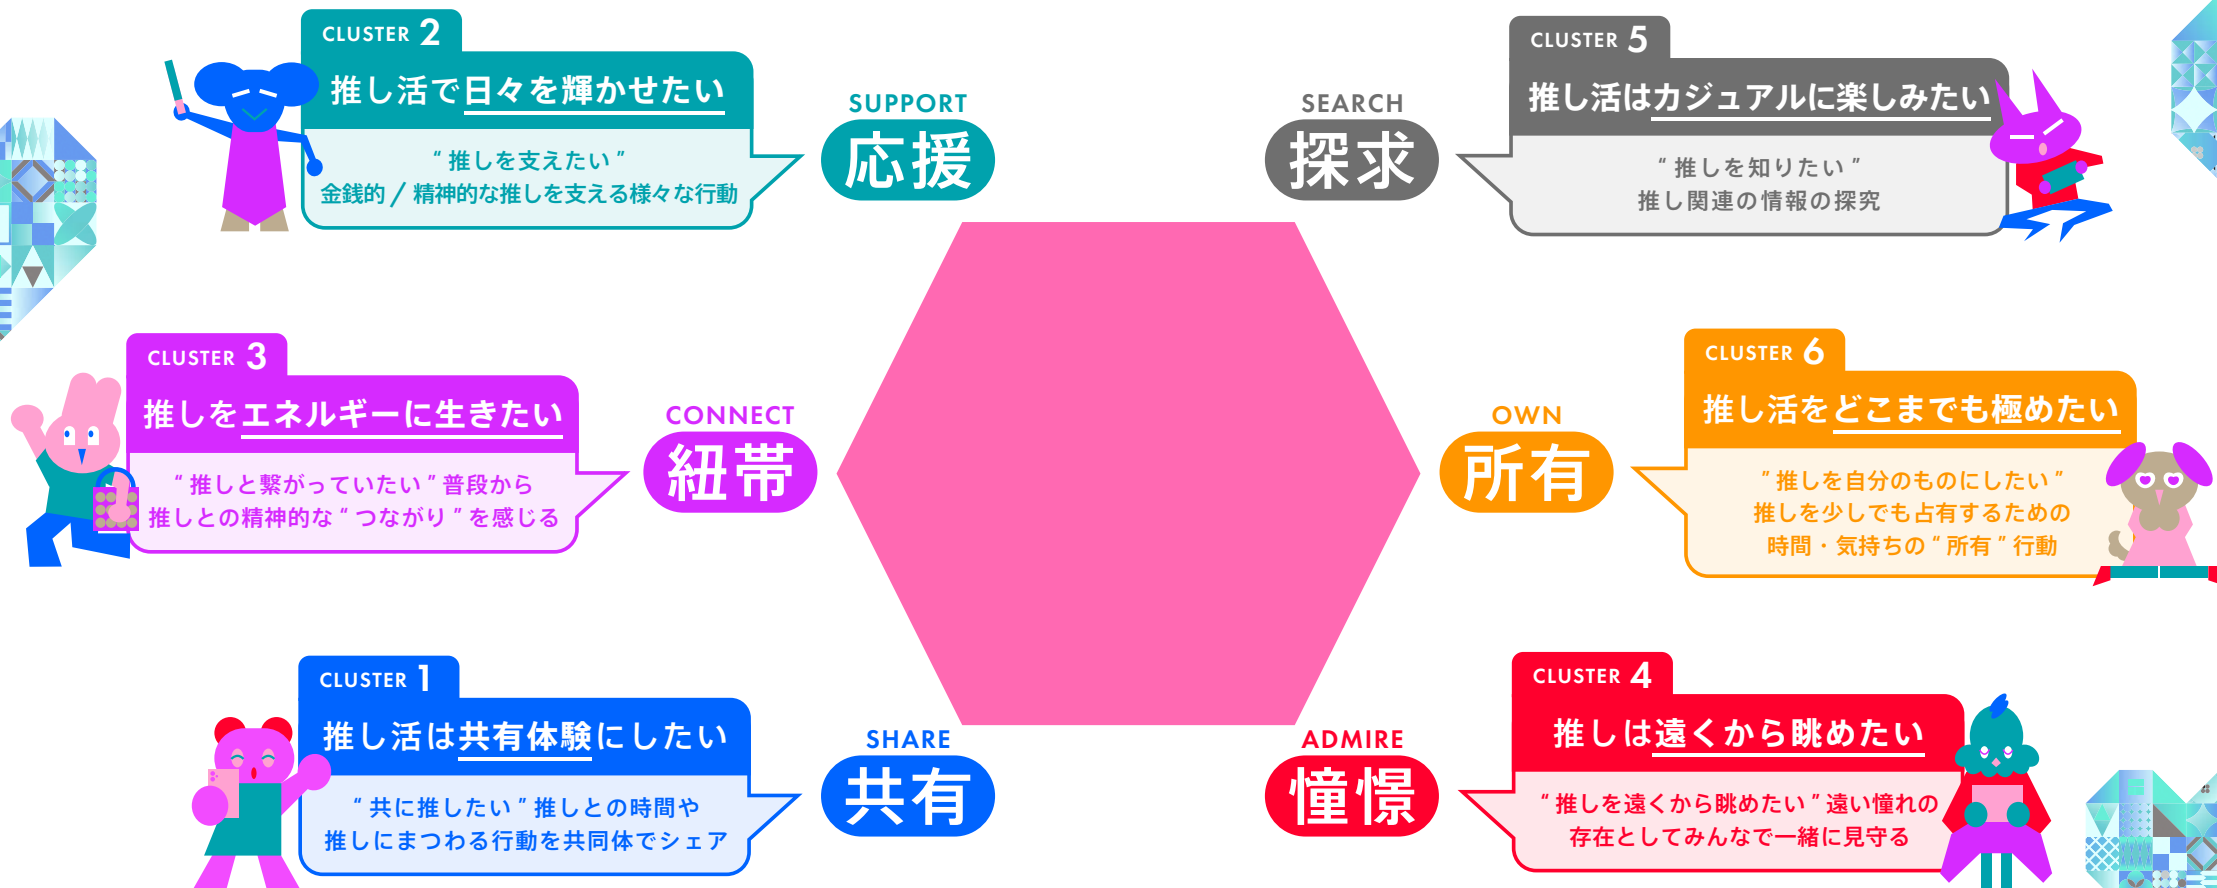 CLUSTER 2
推し活で日々を輝かせたい
“ 推しを支えたい ”
金銭的 / 精神的な推しを支える様々な行動
SUPPORT
応援
SEARCH
探求
CLUSTER 5
推し活はカジュアルに楽しみたい
“ 推しを知りたい ”
推し関連の情報の探究
CLUSTER 3
推しをエネルギーに生きたい
“ 推しと繋がっていたい ” 普段から
推しとの精神的な “ つながり ” を感じる
CONNECT
紐帯
OWN
所有
CLUSTER 6
推し活をどこまでも極めたい
” 推しを自分のものにしたい ”
推しを少しでも占有するための
時間・気持ちの “ 所有 ” 行動
CLUSTER 1
推し活は共有体験にしたい
“ 共に推したい ” 推しとの時間や
推しにまつわる行動を共同体でシェア
SHARE
共有
ADMIRE
憧憬
CLUSTER 4
推しは遠くから眺めたい
“ 推しを遠くから眺めたい ” 遠い憧れの
存在としてみんなで一緒に見守る